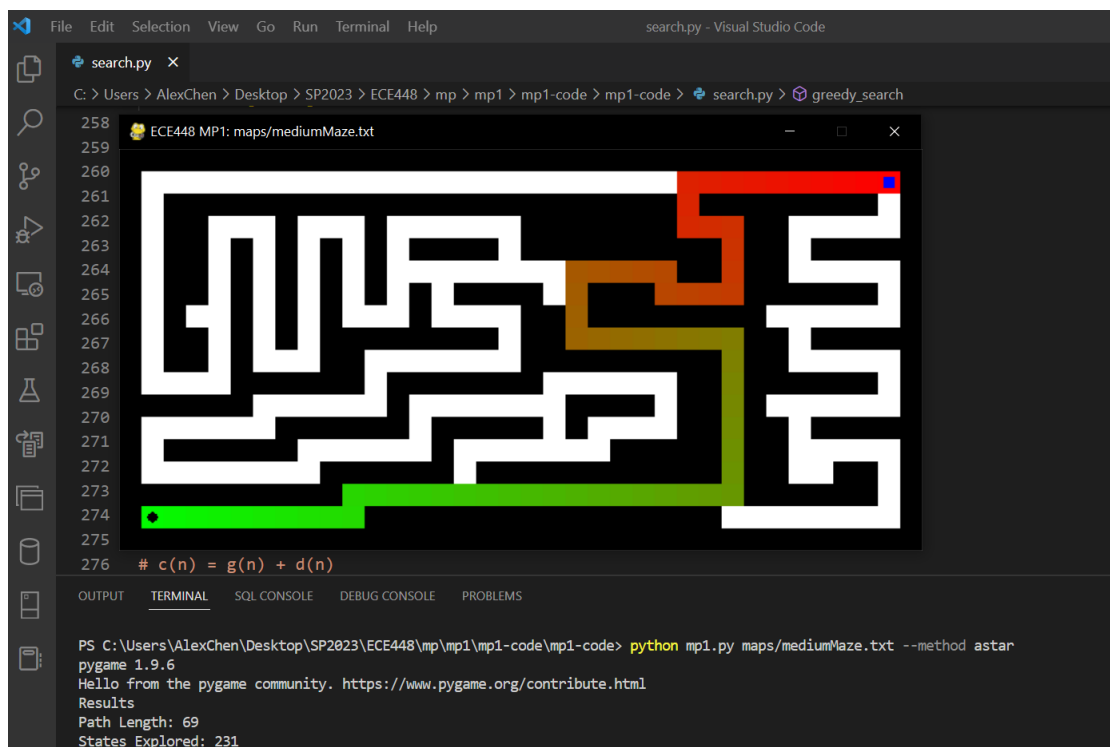 File Edit Selection View Go Run Terminal Help search.py - Visual Studio Code
search.py ×
C: > Users > AlexChen > Desktop > SP2023 > ECE448 > mp > mp1 > mp1-code > mp1-code > search.py > greedy_search
258
ECE448 MP1: maps/mediumMaze.txt
259
260
261
262
263
264
265
266
267
268
269
270
271
272
273
274
275
276 # c(n) = g(n) + d(n)
OUTPUT TERMINAL SQL CONSOLE DEBUG CONSOLE PROBLEMS
PS C:\Users\AlexChen\Desktop\SP2023\ECE448\mp\mp1\mp1-code\mp1-code> python mp1.py maps/mediumMaze.txt --method astar
pygame 1.9.6
Hello from the pygame community. https://www.pygame.org/contribute.html
Results
Path Length: 69
States Explored: 231